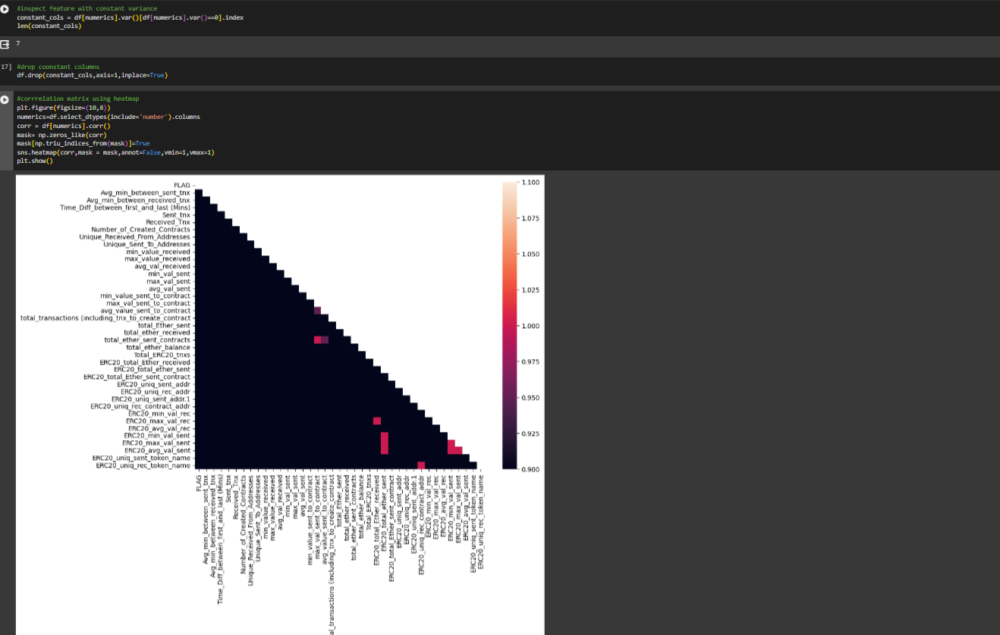 #inspect feature with constant variance
constant_cols = df[numerics].var()[df[numerics].var()==0].index
len(constant_cols)
7
17] #drop coonstant columns
df.drop(constant_cols,axis=1,inplace=True)
#corrrelation matrix using heatmap
plt.figure(figsize=(10,8))
numerics=df.select_dtypes(include='number').columns
corr = df[numerics].corr()
mask= np.zeros_like(corr)
mask[np.triu_indices_from(mask)]=True
sns.heatmap(corr,mask = mask,annot=False,vmin=1,vmax=1)
plt.show()
FLAG
Avg_min_between_sent_tnx
Avg_min_between_received_tnx
Time_Diff_between_first_and_last (Mins)
Sent_tnx
Received_Tnx
Number_of_Created_Contracts
Unique_Received_From_Addresses
Unique_Sent_To_Addresses
min_value_received
max_value_received
avg_val_received
min_val_sent
max_val_sent
avg_val_sent
min_value_sent_to_contract
max_val_sent_to_contract
avg_value_sent_to_contract
total_transactions (including_tnx_to_create_contract
total_Ether_sent
total_ether_received
total_ether_sent_contracts
total_ether_balance
Total_ERC20_tnxs
ERC20_total_Ether_received
ERC20_total_ether_sent
ERC20_total_Ether_sent_contract
ERC20_uniq_sent_addr
ERC20_uniq_rec_addr
ERC20_uniq_sent_addr.1
ERC20_uniq_rec_contract_addr
ERC20_min_val_rec
ERC20_max_val_rec
ERC20_avg_val_rec
ERC20_min_val_sent
ERC20_max_val_sent
ERC20_avg_val_sent
ERC20_uniq_sent_token_name
ERC20_uniq_rec_token_name
1.100
1.075
1.050
1.025
1.000
0.975
0.950
0.925
0.900
FLAG
Avg_min_between_sent_tnx
Avg_min_between_received_tnx
Time_Diff_between_first_and_last (Mins)
Sent_tnx
Received_Tnx
Number_of_Created_Contracts
Unique_Received_From_Addresses
Unique_Sent_To_Addresses
min_value_received
max_value_received
avg_val_received
min_val_sent
max_val_sent
avg_val_sent
min_value_sent_to_contract
max_val_sent_to_contract
avg_value_sent_to_contract
al_transactions (including_tnx_to_create_contract
total_Ether_sent
total_ether_received
total_ether_sent_contracts
total_ether_balance
Total_ERC20_tnxs
ERC20_total_Ether_received
ERC20_total_ether_sent
ERC20_total_Ether_sent_contract
ERC20_uniq_sent_addr
ERC20_uniq_rec_addr
ERC20_uniq_sent_addr.1
ERC20_uniq_rec_contract_addr
ERC20_min_val_rec
ERC20_max_val_rec
ERC20_avg_val_rec
ERC20_min_val_sent
ERC20_max_val_sent
ERC20_avg_val_sent
ERC20_uniq_sent_token_name
ERC20_uniq_rec_token_name